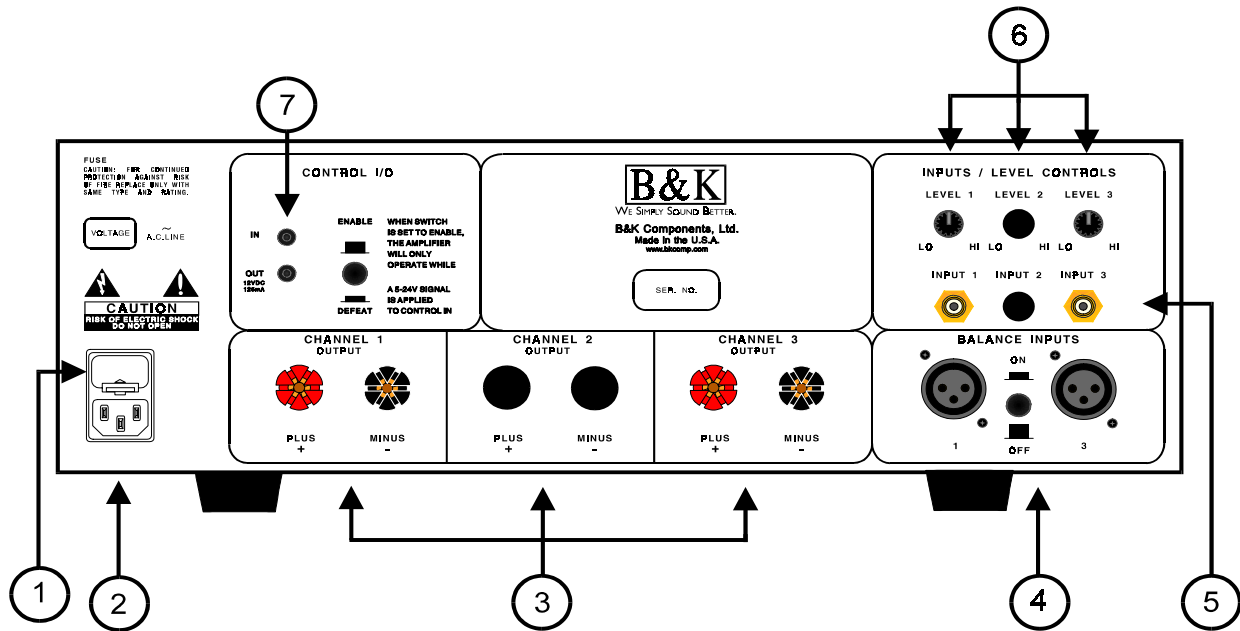 6
7
FUSE
CAUTION: FOR CONTINUED
PROTECTION AGAINST RISK
OF FIRE REPLACE ONLY WITH
SAME TYPE AND RATING.
VOLTAGE
~
A.C.LINE
CAUTION
RISK OF ELECTRIC SHOCK
DO NOT OPEN
CONTROL I/O
IN
OUT
12VDC
125mA
ENABLE
DEFEAT
WHEN SWITCH
IS SET TO ENABLE,
THE AMPLIFIER
WILL ONLY
OPERATE WHILE
A 5-24V SIGNAL
IS APPLIED
TO CONTROL IN
B&K
WE SIMPLY SOUND BETTER.
B&K Components, Ltd.
Made in the U.S.A.
www.bkcomp.com
SER. NO.
INPUTS / LEVEL CONTROLS
LEVEL 1 LEVEL 2 LEVEL 3
LO HI LO HI LO HI
INPUT 1 INPUT 2 INPUT 3
CHANNEL 1
OUTPUT
PLUS MINUS
+ -
CHANNEL 2
OUTPUT
PLUS MINUS
+ -
CHANNEL 3
OUTPUT
PLUS MINUS
+ -
BALANCE INPUTS
ON
1 3
OFF
1
2
3
4
5